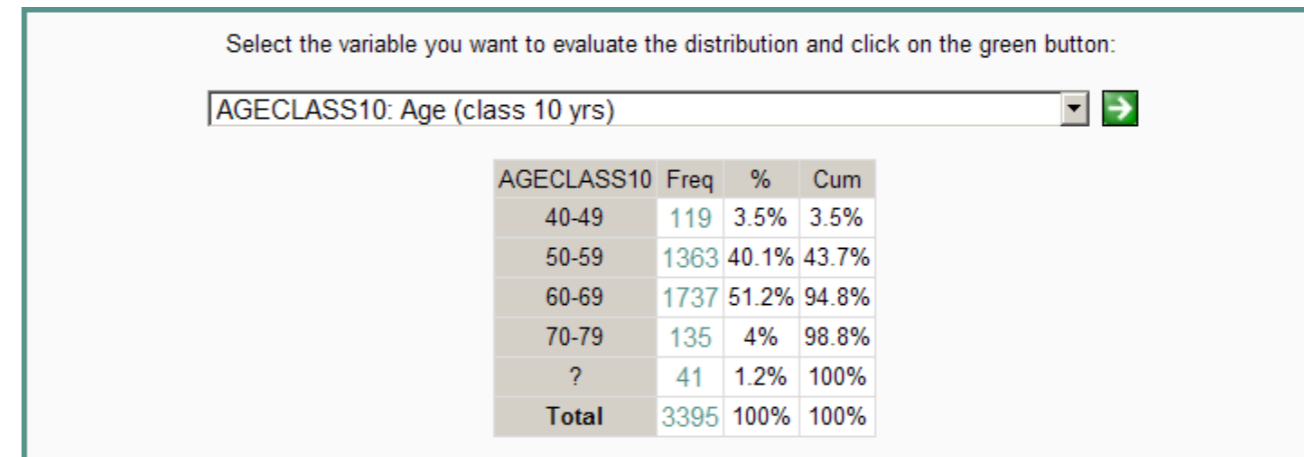 Select the variable you want to evaluate the distribution and click on the green button:
AGECLASS10: Age (class 10 yrs)
AGECLASS10 Freq % Cum
40-49 119 3.5% 3.5%
50-59 1363 40.1% 43.7%
60-69 1737 51.2% 94.8%
70-79 135 4% 98.8%
? 41 1.2% 100%
Total 3395 100% 100%